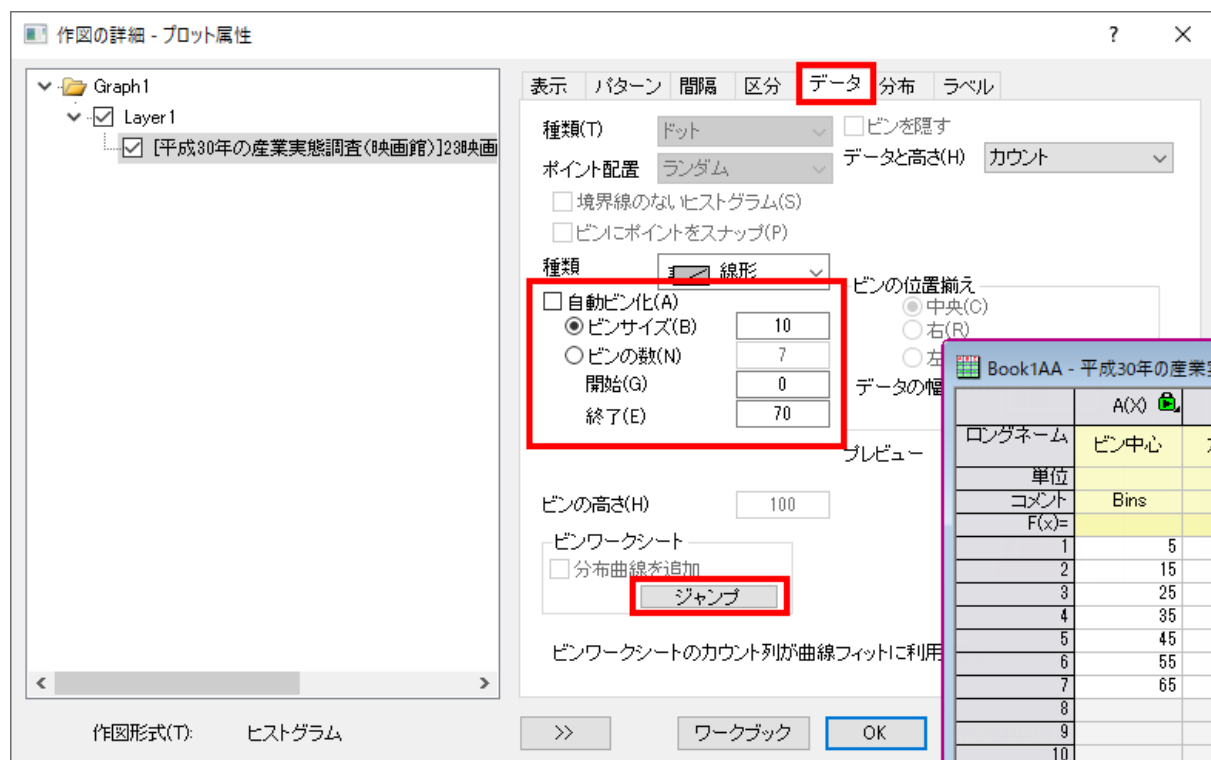 作図の詳細 - プロット属性
?
Graph1
Layer1
[平成30年の産業実態調査(映画館)]23映画
表示 パターン 間隔 区分 データ 分布 ラベル
種類(T) ドット
ビンを隠す
ポイント配置 ランダム
データと高さ(H) カウント
境界線のないヒストグラム(S)
ビンにポイントをスナップ(P)
種類 線形
自動ビン化(A)
ビンサイズ(B) 10
ビンの数(N) 7
開始(G) 0
終了(E) 70
ビンの位置揃え
中央(C)
右(R)
左
データの幅
プレビュー
ビンの高さ(H) 100
ビンワークシート
分布曲線を追加
ジャンプ
ビンワークシートのカウント列が曲線フィットに利用
作図形式(T): ヒストグラム
>> ワークブック OK
Book1AA - 平成30年の産業
A(X)
ロングネーム ビン中心
単位
コメント Bins
F(x)=
1 5
2 15
3 25
4 35
5 45
6 55
7 65
8
9
10